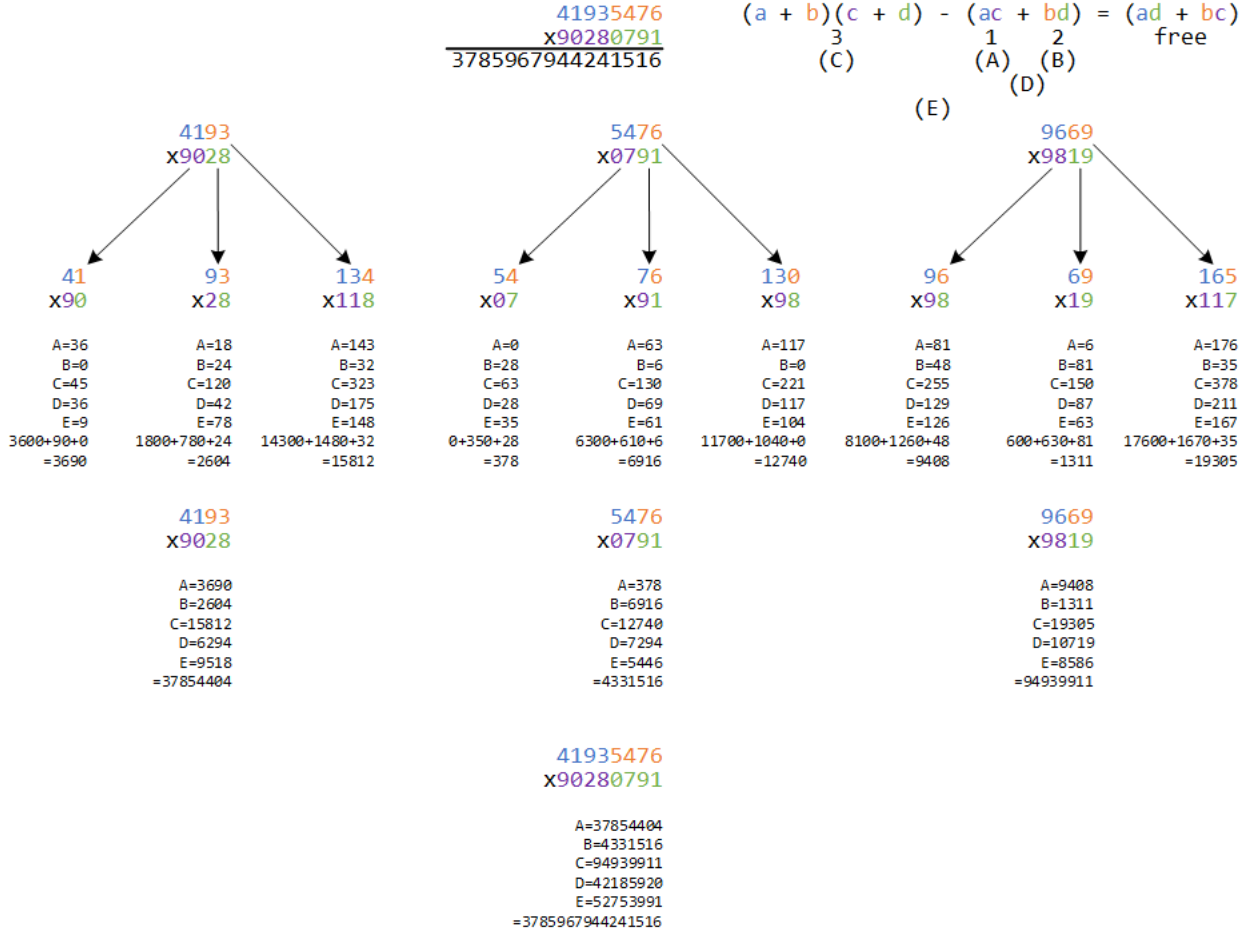 41935476
x90280791
3785967944241516
(a + b)(c + d) - (ac + bd) = (ad + bc)
3 1 2 free
(C) (A) (B)
(D)
(E)
4193 5476 9669
x9028 x0791 x9819
41 93 134 54 76 130 96 69 165
x90 x28 x118 x07 x91 x98 x98 x19 x117
A=36 A=18 A=143 A=0 A=63 A=117 A=81 A=6 A=176
B=0 B=24 B=32 B=28 B=6 B=0 B=48 B=81 B=35
C=45 C=120 C=323 C=63 C=130 C=221 C=255 C=150 C=378
D=36 D=42 D=175 D=28 D=69 D=117 D=129 D=87 D=211
E=9 E=78 E=148 E=35 E=61 E=104 E=126 E=63 E=167
3600+90+0 1800+780+24 14300+1480+32 0+350+28 6300+610+6 11700+1040+0 8100+1260+48 600+630+81 17600+1670+35
=3690 =2604 =15812 =378 =6916 =12740 =9408 =1311 =19305
4193 5476 9669
x9028 x0791 x9819
A=3690 A=378 A=9408
B=2604 B=6916 B=1311
C=15812 C=12740 C=19305
D=6294 D=7294 D=10719
E=9518 E=5446 E=8586
=37854404 =4331516 =94939911
41935476
x90280791
A=37854404
B=4331516
C=94939911
D=42185920
E=52753991
=3785967944241516